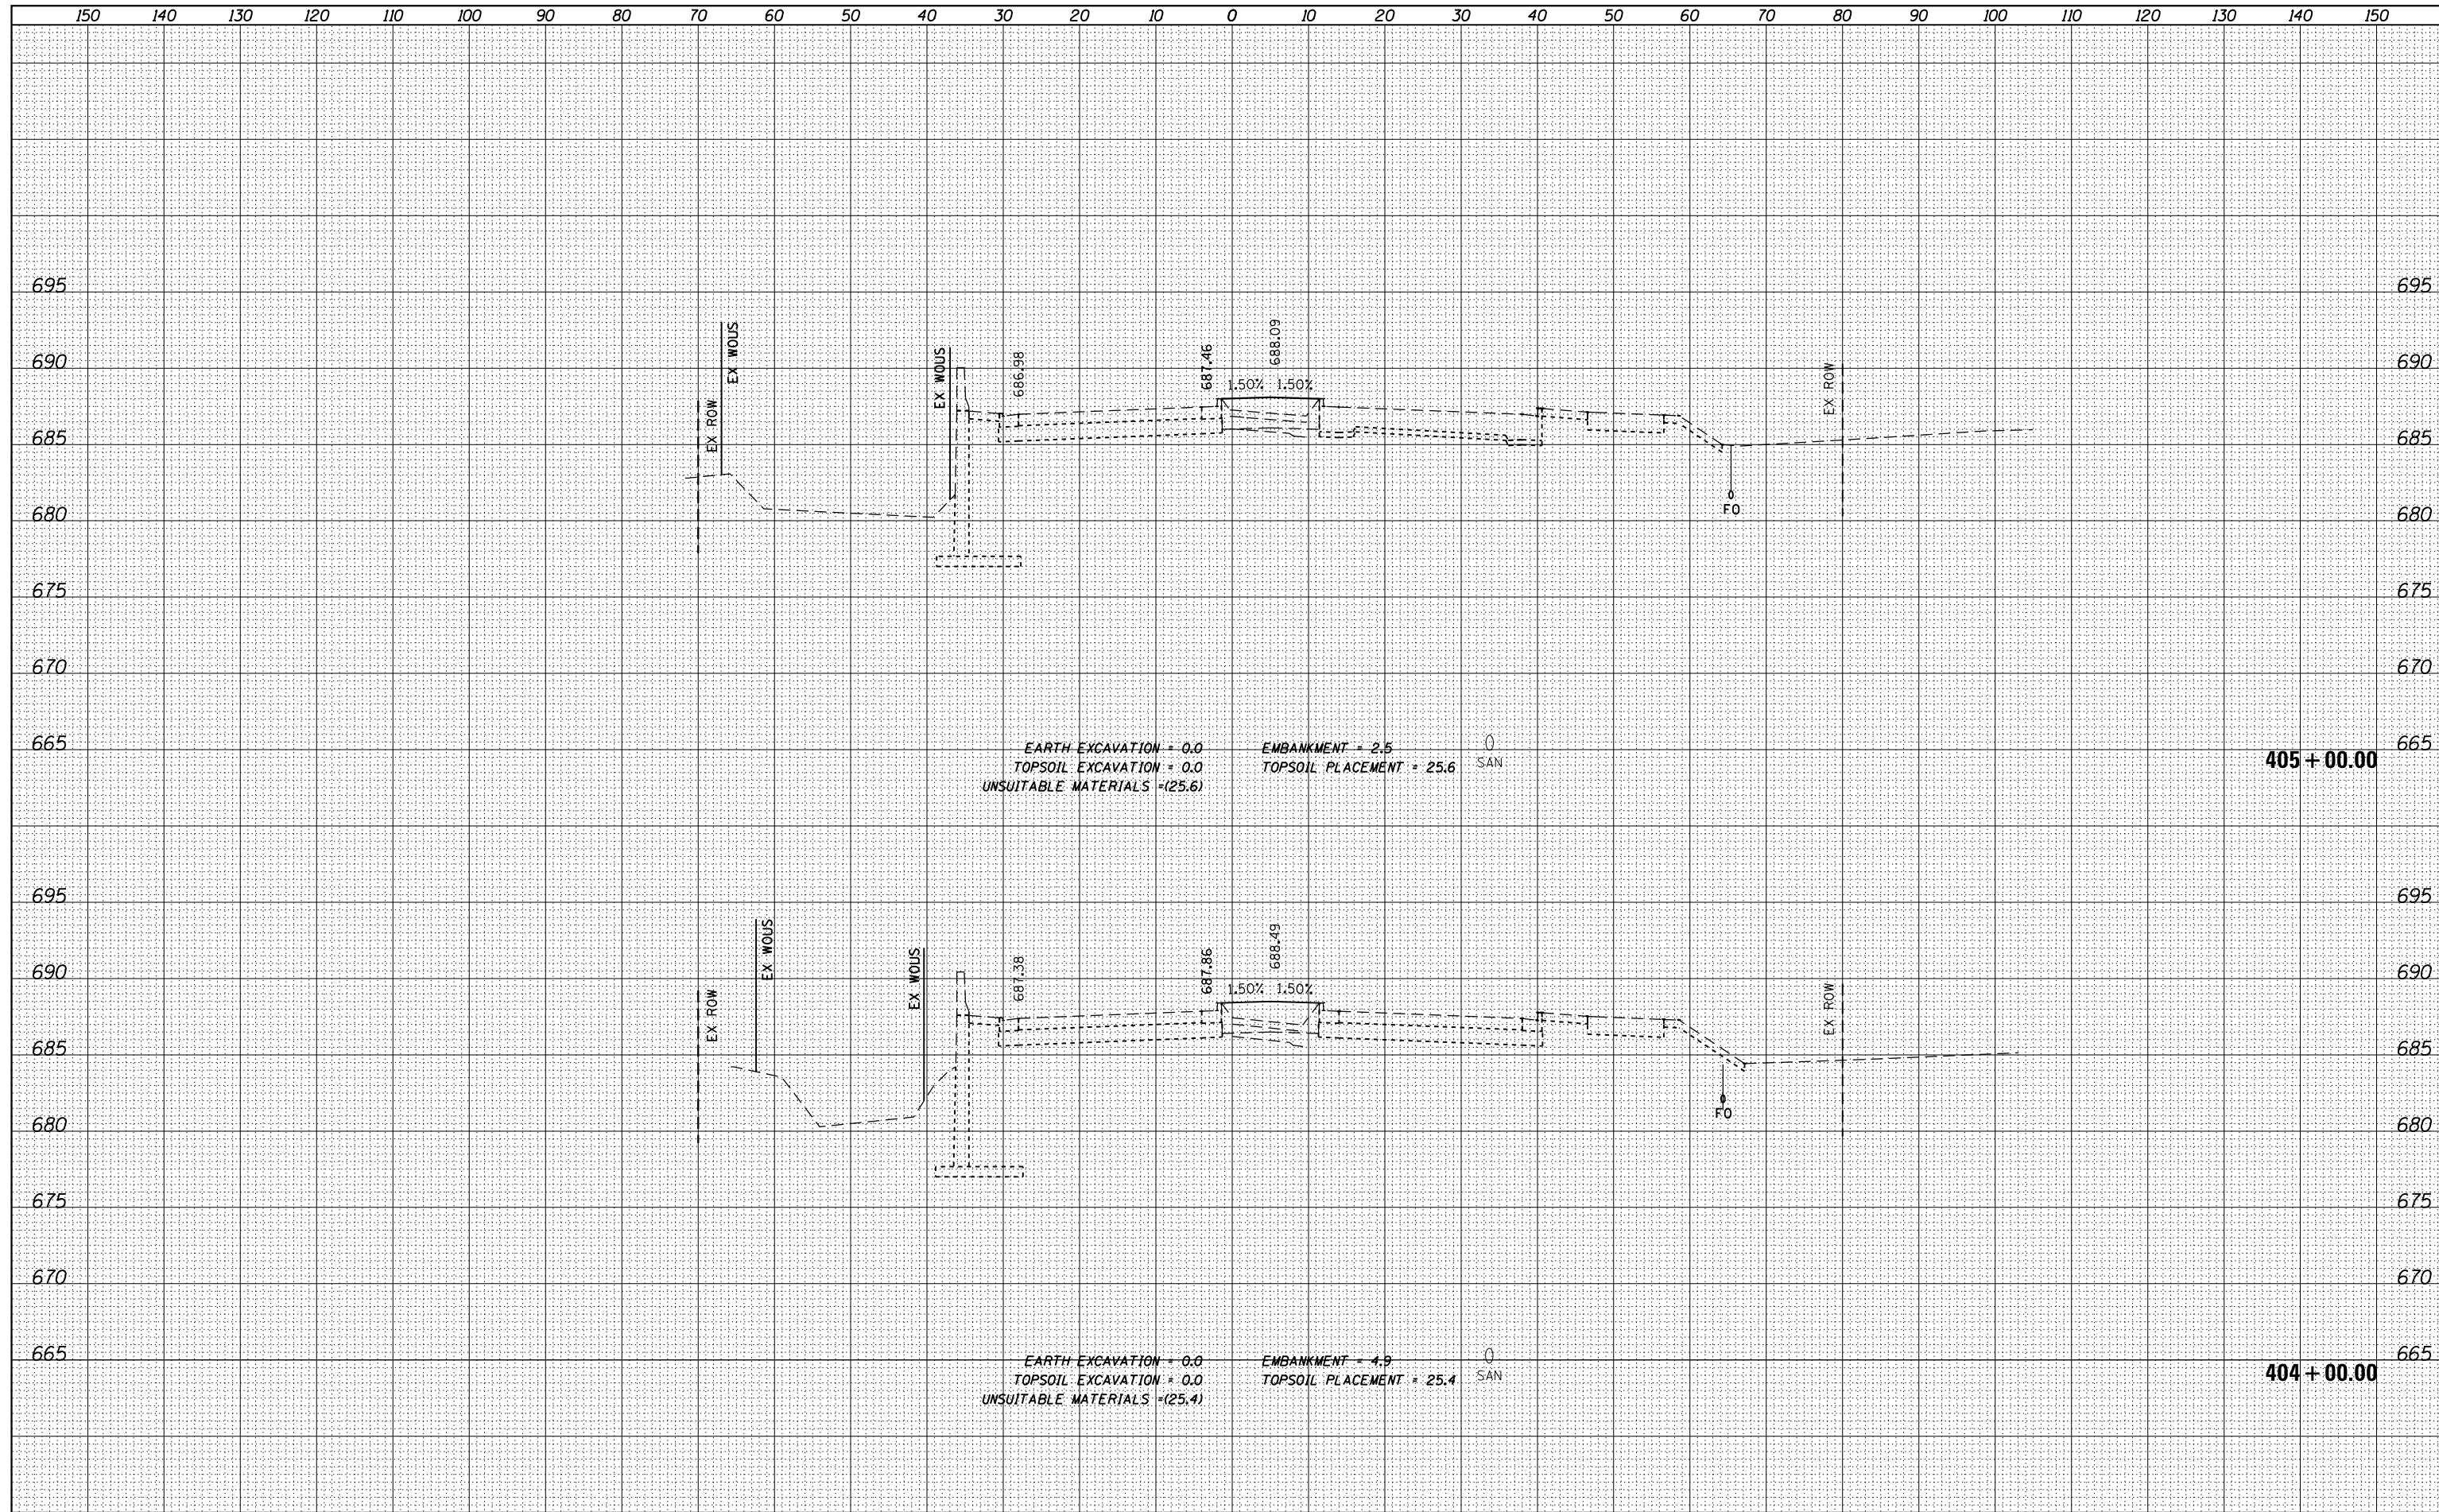 150 140 130 120 110 100 90 80 70 60 50 40 30 20 10 0 10 20 30 40 50 60 70 80 90 100 110 120 130 140 150
695 695
EX WOUS
EX WOUS
EX ROW
686.98
687.46
688.09
EX ROW
690 690
1.50% 1.50%
685 685
680 680
FO
675 675
670 670
665 665
EARTH EXCAVATION = 0.0 EMBANKMENT = 2.5
TOPSOIL EXCAVATION = 0.0 TOPSOIL PLACEMENT = 25.6
UNSUITABLE MATERIALS =(25.6)
SAN
405+00.00
695 695
EX WOUS
EX WOUS
EX ROW
687.38
687.86
688.49
EX ROW
690 690
1.50% 1.50%
685 685
680 680
FO
675 675
670 670
665 665
EARTH EXCAVATION = 0.0 EMBANKMENT = 4.9
TOPSOIL EXCAVATION = 0.0 TOPSOIL PLACEMENT = 25.4
UNSUITABLE MATERIALS =(25.4)
SAN
404+00.00